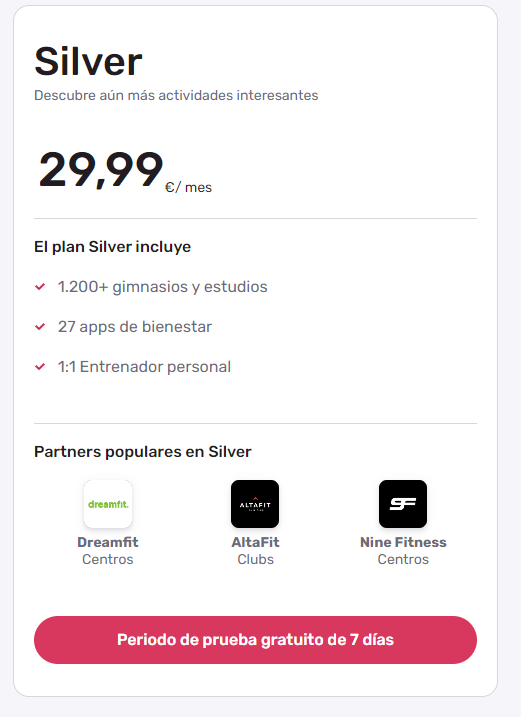 Silver
Descubre aún más actividades interesantes
29,99 €/ mes
El plan Silver incluye
1.200+ gimnasios y estudios
27 apps de bienestar
1:1 Entrenador personal
Partners populares en Silver
dreamfit.
ALTAFIT
Dreamfit
Centros
AltaFit
Clubs
Nine Fitness
Centros
Periodo de prueba gratuito de 7 días